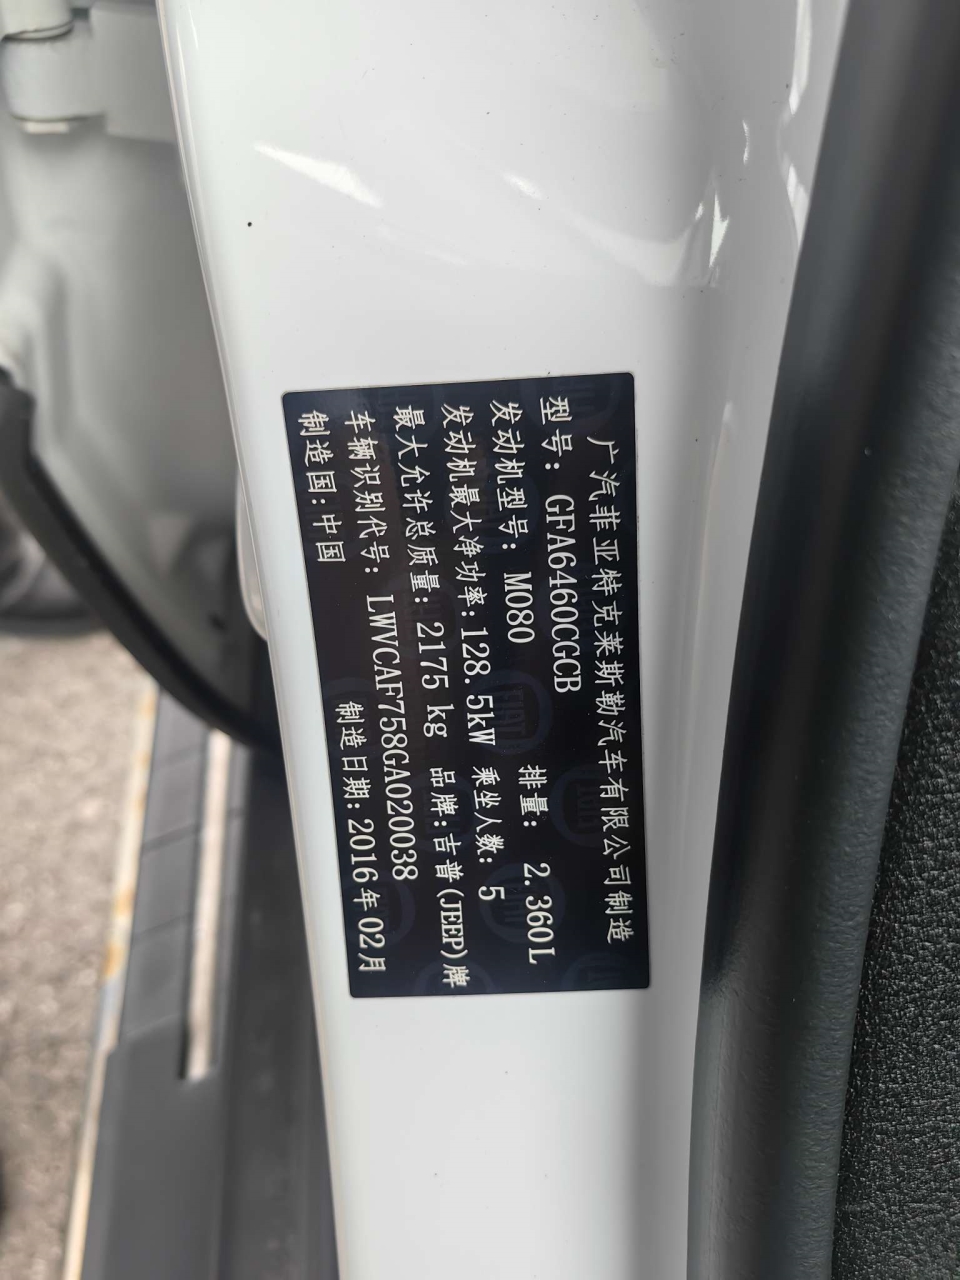 广汽菲亚特克莱斯勒汽车有限公司制造
型号: GFA6460CGCB
发动机型号: M080 排量: 2.360L
发动机最大净功率:128.5kW 乘坐人数: 5
最大允许总质量: 2175 kg 品牌:吉普(JEEP)牌
车辆识别代号: LWVCAF758GA020038
制造国:中国 制造日期:2016年02月